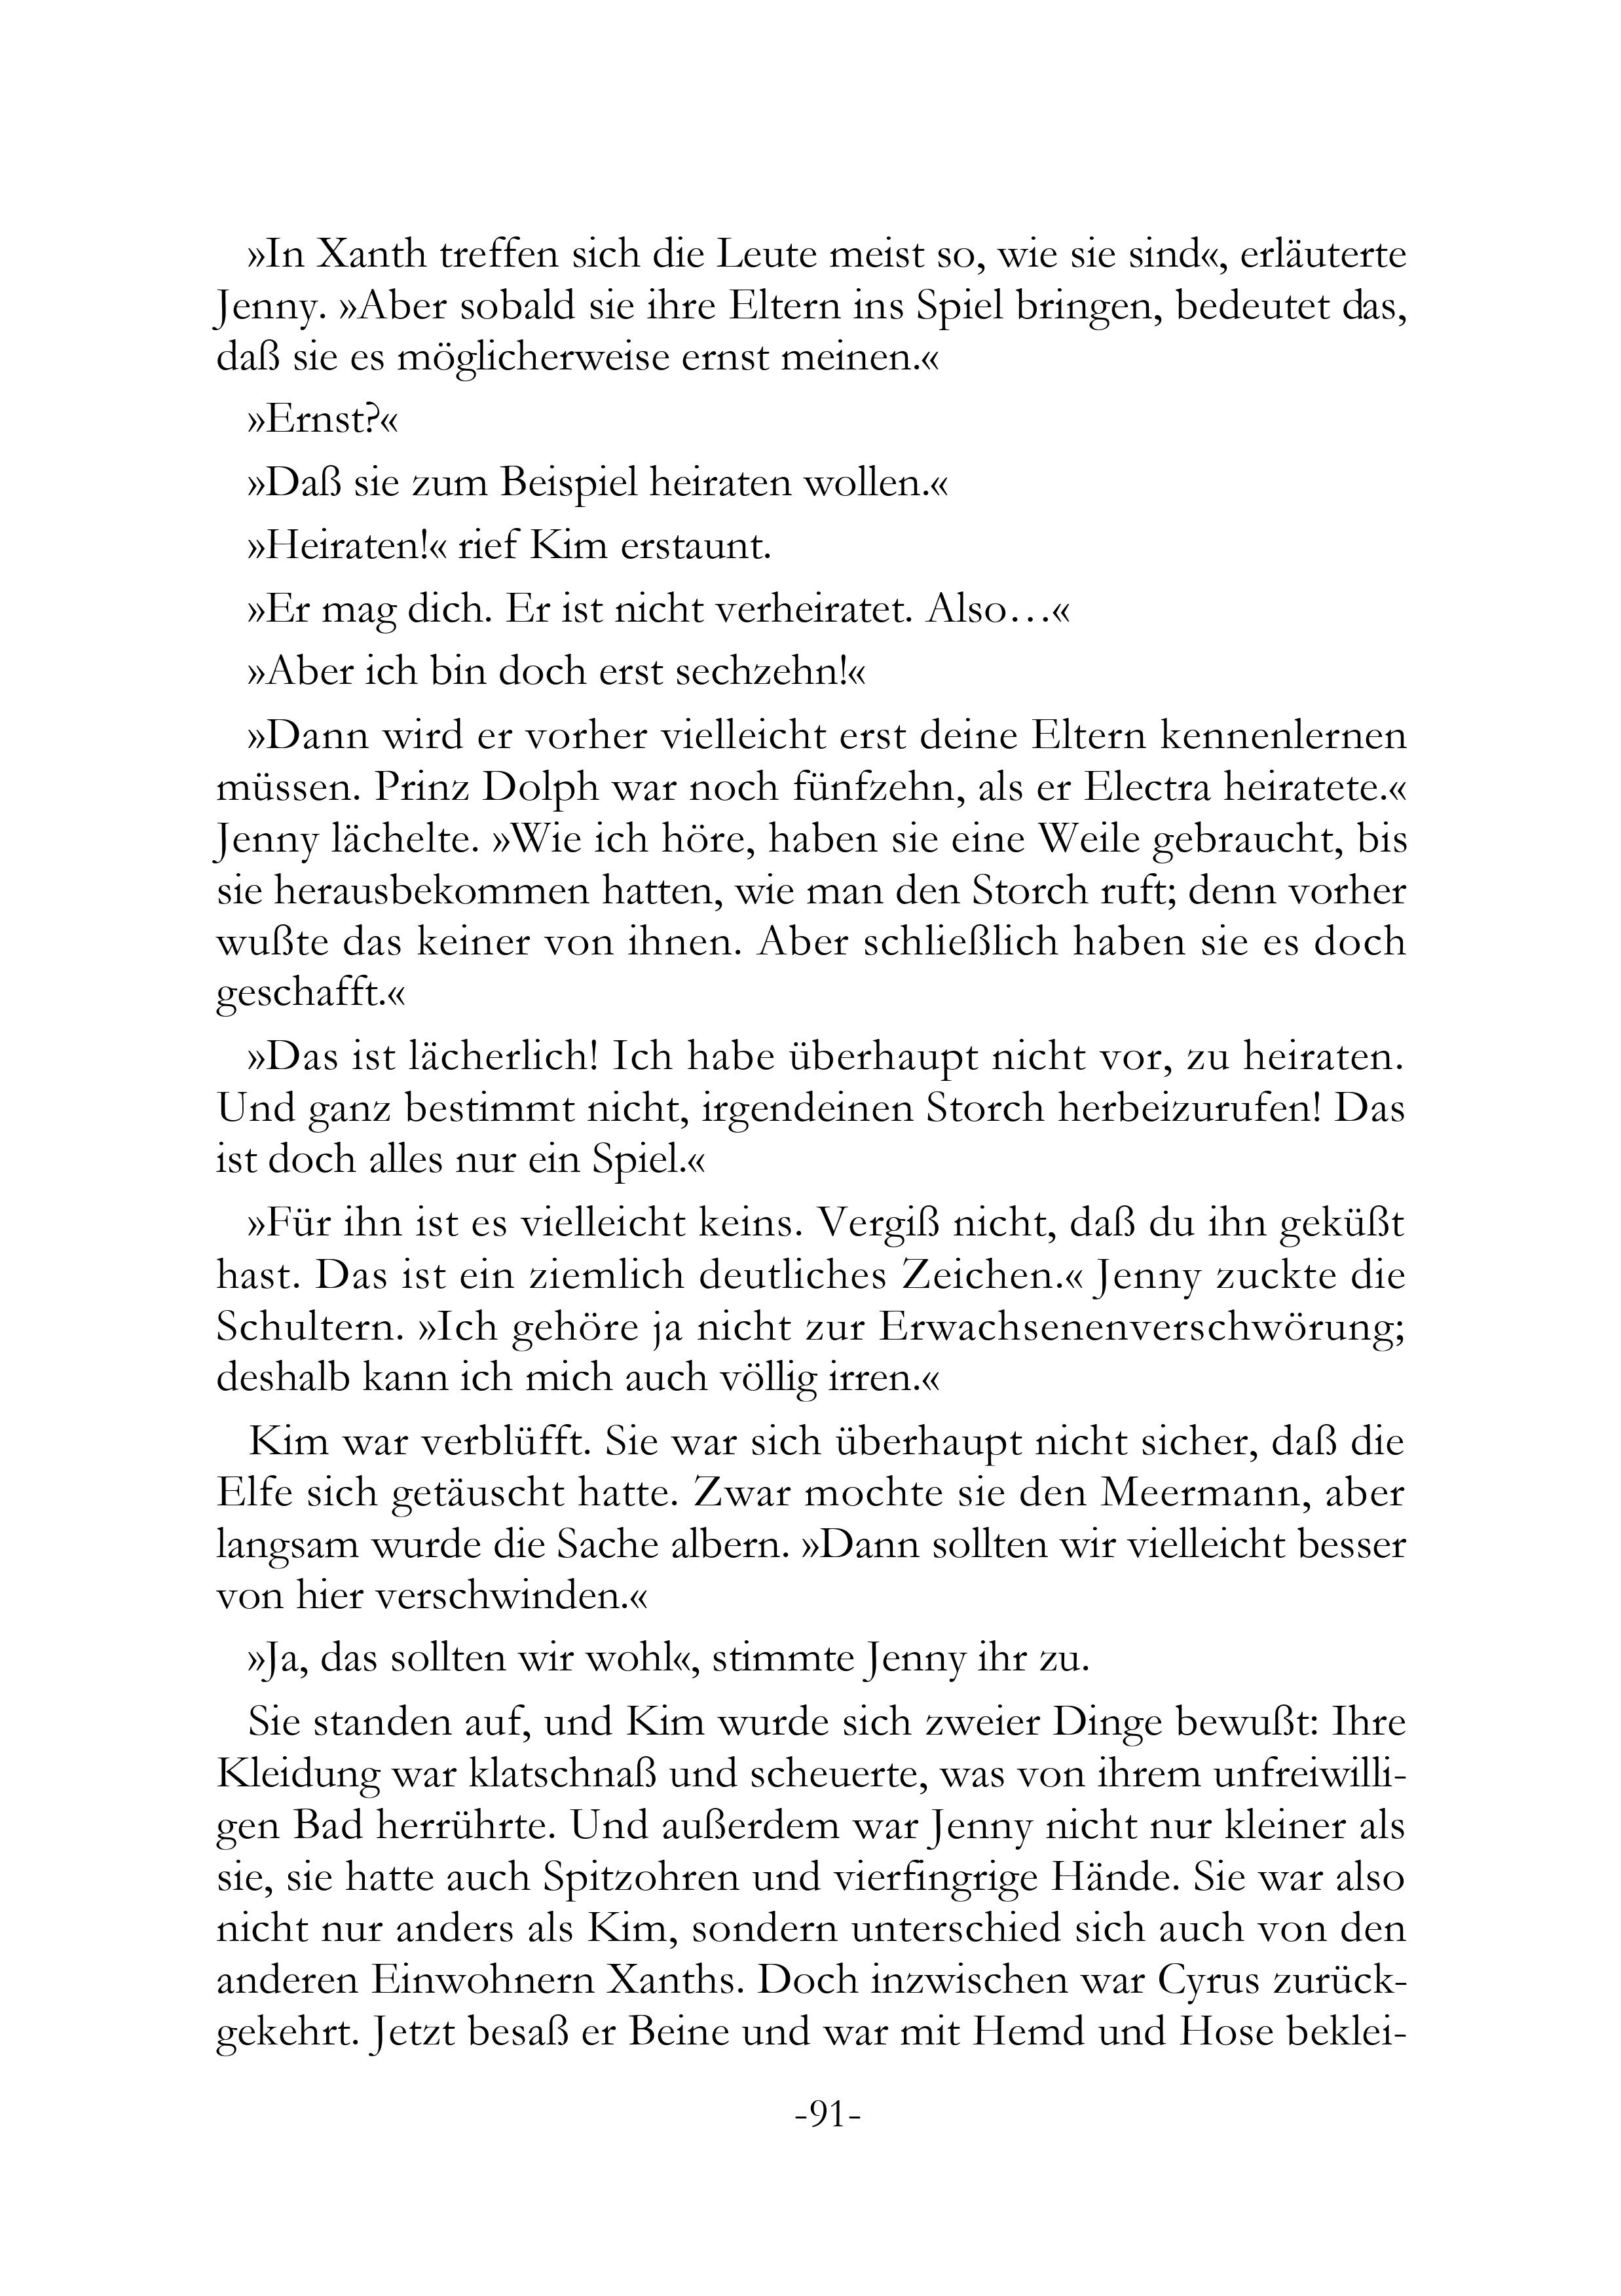 »In Xanth treffen sich die Leute meist so, wie sie sind«, erläuterte
Jenny. »Aber sobald sie ihre Eltern ins Spiel bringen, bedeutet das,
daß sie es möglicherweise ernst meinen.«
»Ernst?«
»Daß sie zum Beispiel heiraten wollen.«
»Heiraten!« rief Kim erstaunt.
»Er mag dich. Er ist nicht verheiratet. Also…«
»Aber ich bin doch erst sechzehn!«
»Dann wird er vorher vielleicht erst deine Eltern kennenlernen
müssen. Prinz Dolph war noch fünfzehn, als er Electra heiratete.«
Jenny lächelte. »Wie ich höre, haben sie eine Weile gebraucht, bis
sie herausbekommen hatten, wie man den Storch ruft; denn vorher
wußte das keiner von ihnen. Aber schließlich haben sie es doch
geschafft.«
»Das ist lächerlich! Ich habe überhaupt nicht vor, zu heiraten.
Und ganz bestimmt nicht, irgendeinen Storch herbeizurufen! Das
ist doch alles nur ein Spiel.«
»Für ihn ist es vielleicht keins. Vergiß nicht, daß du ihn geküßt
hast. Das ist ein ziemlich deutliches Zeichen.« Jenny zuckte die
Schultern. »Ich gehöre ja nicht zur Erwachsenenverschwörung;
deshalb kann ich mich auch völlig irren.«
Kim war verblüfft. Sie war sich überhaupt nicht sicher, daß die
Elfe sich getäuscht hatte. Zwar mochte sie den Meermann, aber
langsam wurde die Sache albern. »Dann sollten wir vielleicht besser
von hier verschwinden.«
»Ja, das sollten wir wohl«, stimmte Jenny ihr zu.
Sie standen auf, und Kim wurde sich zweier Dinge bewußt: Ihre
Kleidung war klatschnaß und scheuerte, was von ihrem unfreiwilli-
gen Bad herrührte. Und außerdem war Jenny nicht nur kleiner als
sie, sie hatte auch Spitzohren und vierfingrige Hände. Sie war also
nicht nur anders als Kim, sondern unterschied sich auch von den
anderen Einwohnern Xanths. Doch inzwischen war Cyrus zurück-
gekehrt. Jetzt besaß er Beine und war mit Hemd und Hose beklei-
-91-